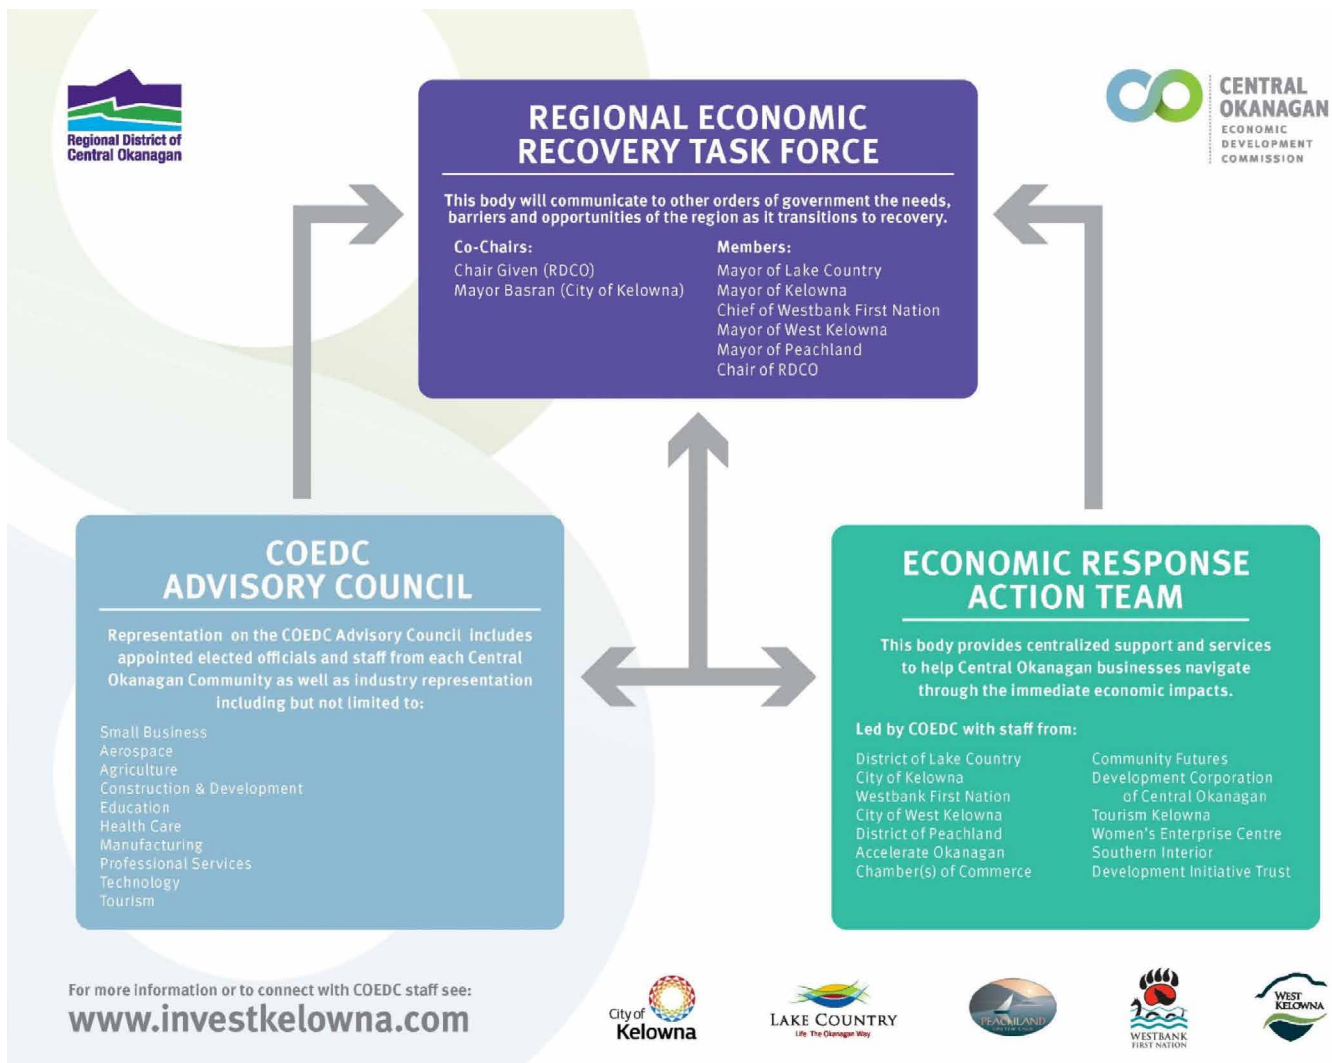 Regional District of
Central Okanagan
CENTRAL
OKANAGAN
ECONOMIC
DEVELOPMENT
COMMISSION
REGIONAL ECONOMIC
RECOVERY TASK FORCE
This body will communicate to other orders of government the needs,
barriers and opportunities of the region as it transitions to recovery.
Co-Chairs:
Chair Given (RDCO)
Mayor Basran (City of Kelowna)
Members:
Mayor of Lake Country
Mayor of Kelowna
Chief of Westbank First Nation
Mayor of West Kelowna
Mayor of Peachland
Chair of RDCO
COEDC
ADVISORY COUNCIL
Representation on the COEDC Advisory Council includes
appointed elected officials and staff from each Central
Okanagan Community as well as industry representation
including but not limited to:
Small Business
Aerospace
Agriculture
Construction & Development
Education
Health Care
Manufacturing
Professional Services
Technology
Tourism
ECONOMIC RESPONSE
ACTION TEAM
This body provides centralized support and services
to help Central Okanagan businesses navigate
through the immediate economic impacts.
Led by COEDC with staff from:
District of Lake Country
City of Kelowna
Westbank First Nation
City of West Kelowna
District of Peachland
Accelerate Okanagan
Chamber(s) of Commerce
Community Futures
Development Corporation
of Central Okanagan
Tourism Kelowna
Women's Enterprise Centre
Southern Interior
Development Initiative Trust
For more information or to connect with COEDC staff see:
www.investkelowna.com
City of
Kelowna
LAKE COUNTRY
Life. The Okanagan Way
PEACHLAND
WESTBANK
FIRST NATION
WEST
KELOWNA